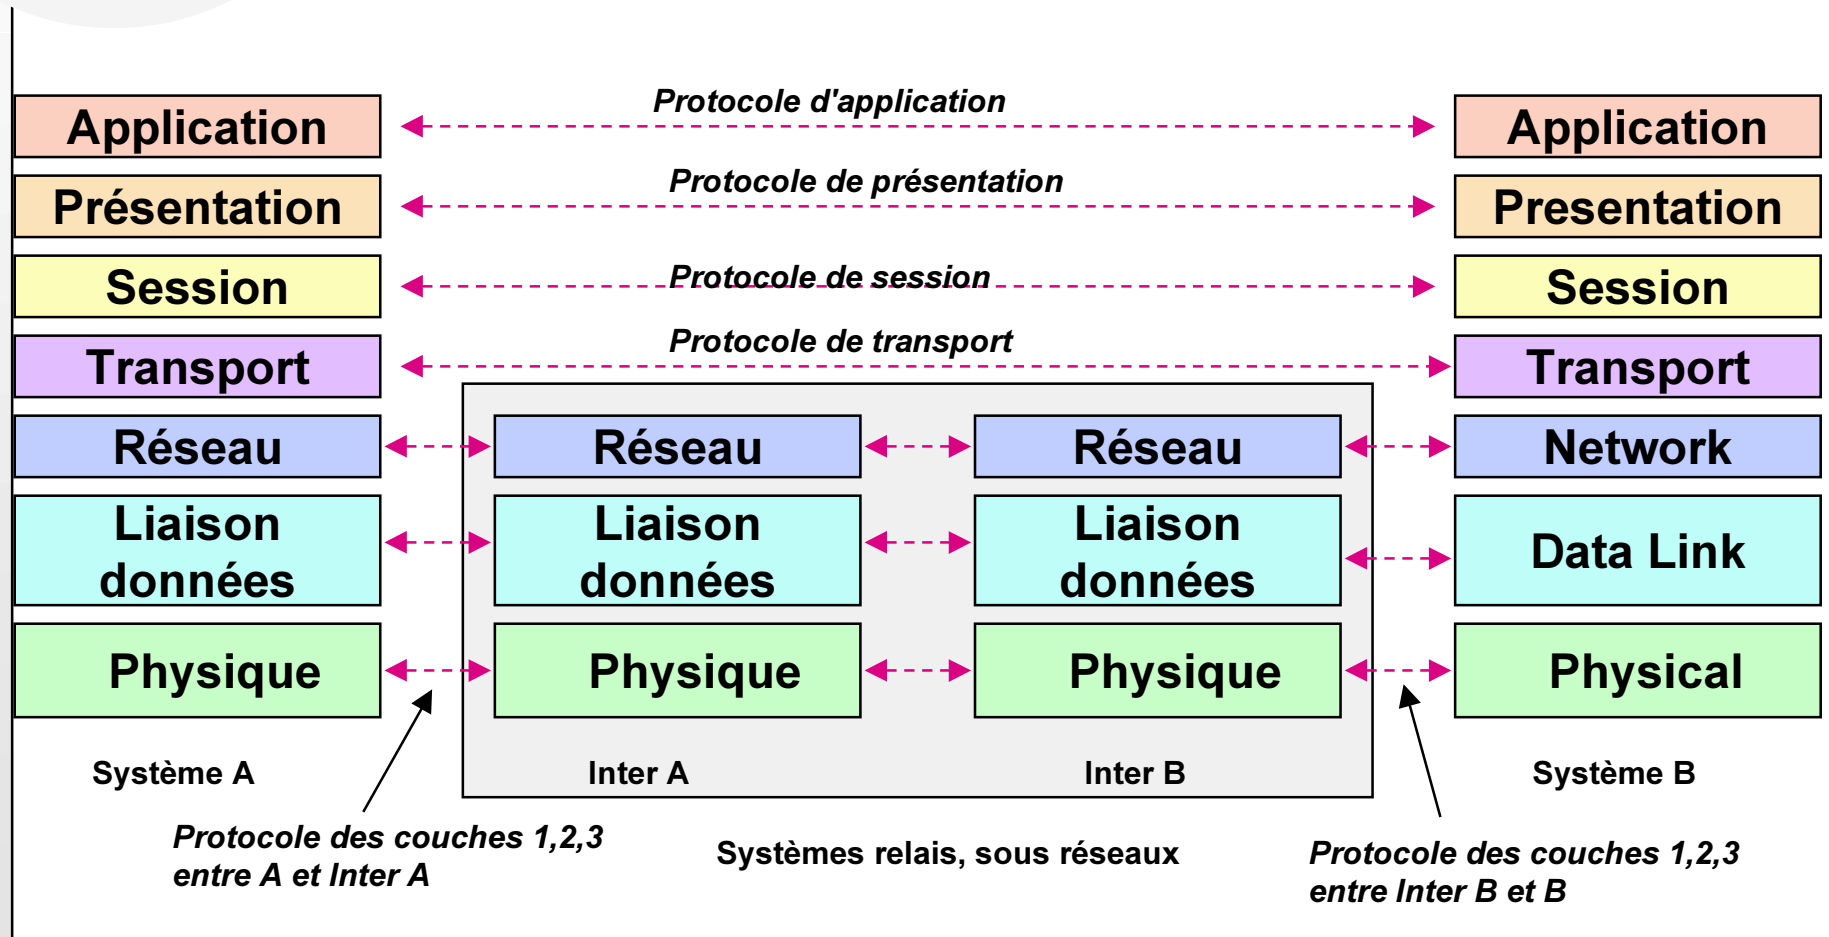 Protocole d'application
Application
Application
Protocole de présentation
Présentation
Presentation
Protocole de session
Session
Session
Protocole de transport
Transport
Transport
Réseau
Réseau
Réseau
Network
Liaison
données
Liaison
données
Liaison
données
Data Link
Physique
Physique
Physique
Physical
Système A
Inter A
Inter B
Système B
Protocole des couches 1,2,3
entre A et Inter A
Systèmes relais, sous réseaux
Protocole des couches 1,2,3
entre Inter B et B